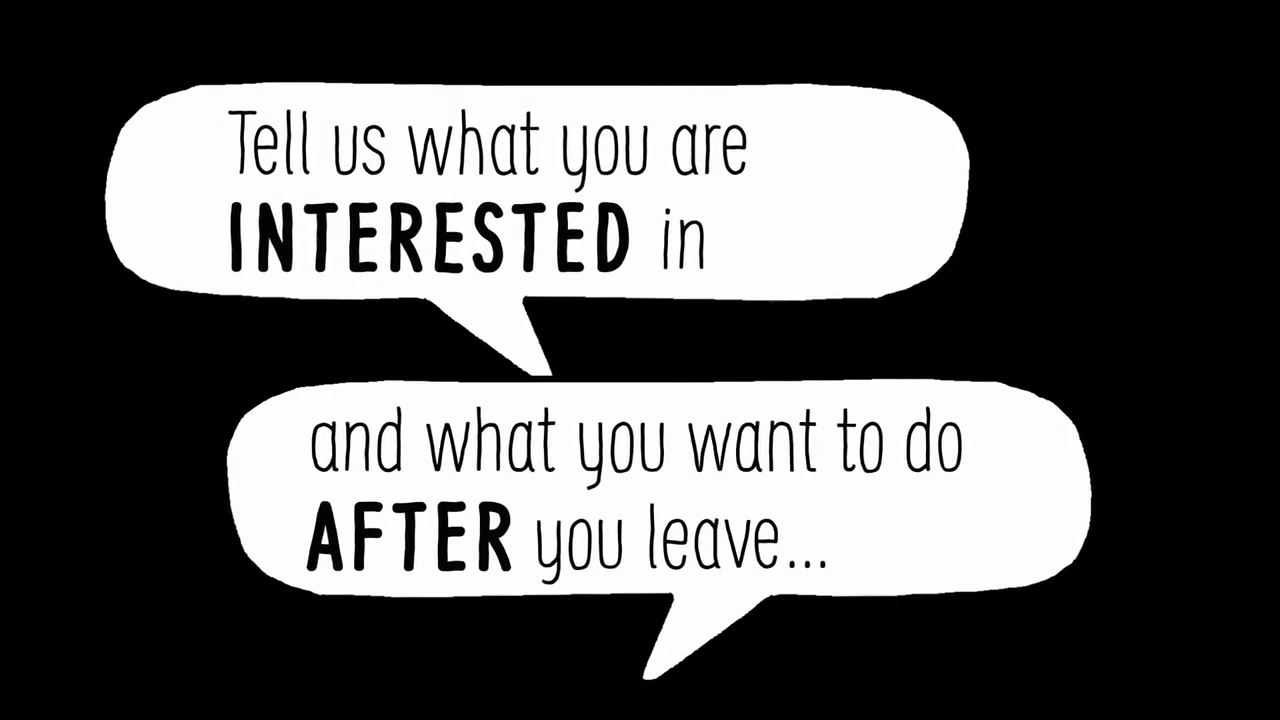 Tell us what you are
INTERESTED in
and what you want to do
AFTER you leave...